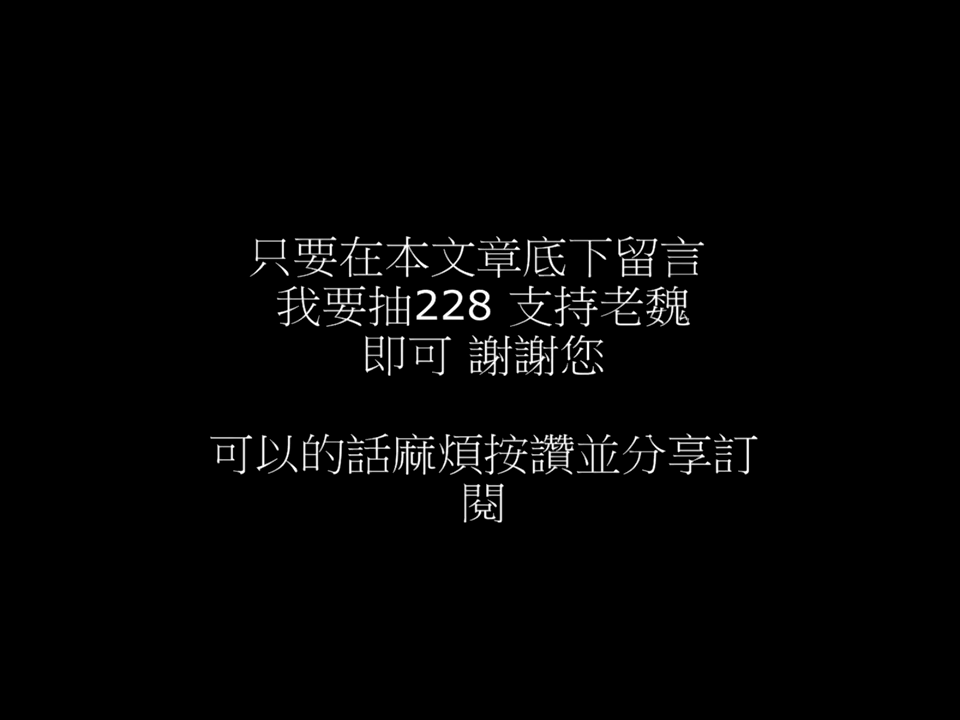 只要在本文章底下留言
我要抽228 支持老魏
即可 謝謝您
可以的話麻煩按讚並分享訂
閱